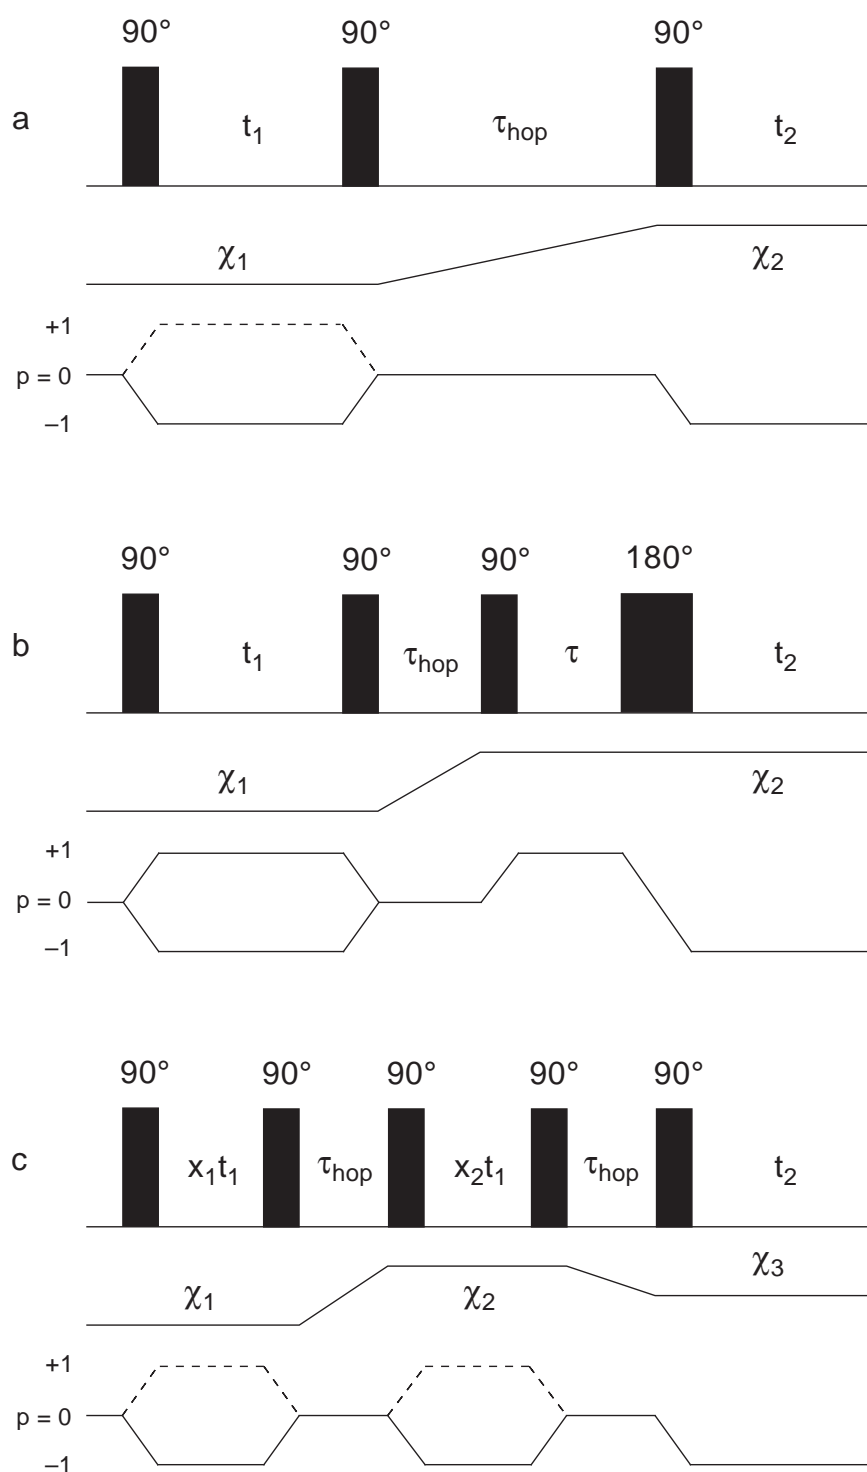 90° 90° 90°
a t₁ τhop t₂
χ₁ χ₂
+1
p = 0
–1
90° 90° 90° 180°
b t₁ τhop τ t₂
χ₁ χ₂
+1
p = 0
–1
90° 90° 90° 90° 90°
c x₁t₁ τhop x₂t₁ τhop t₂
χ₁ χ₂ χ₃
+1
p = 0
–1